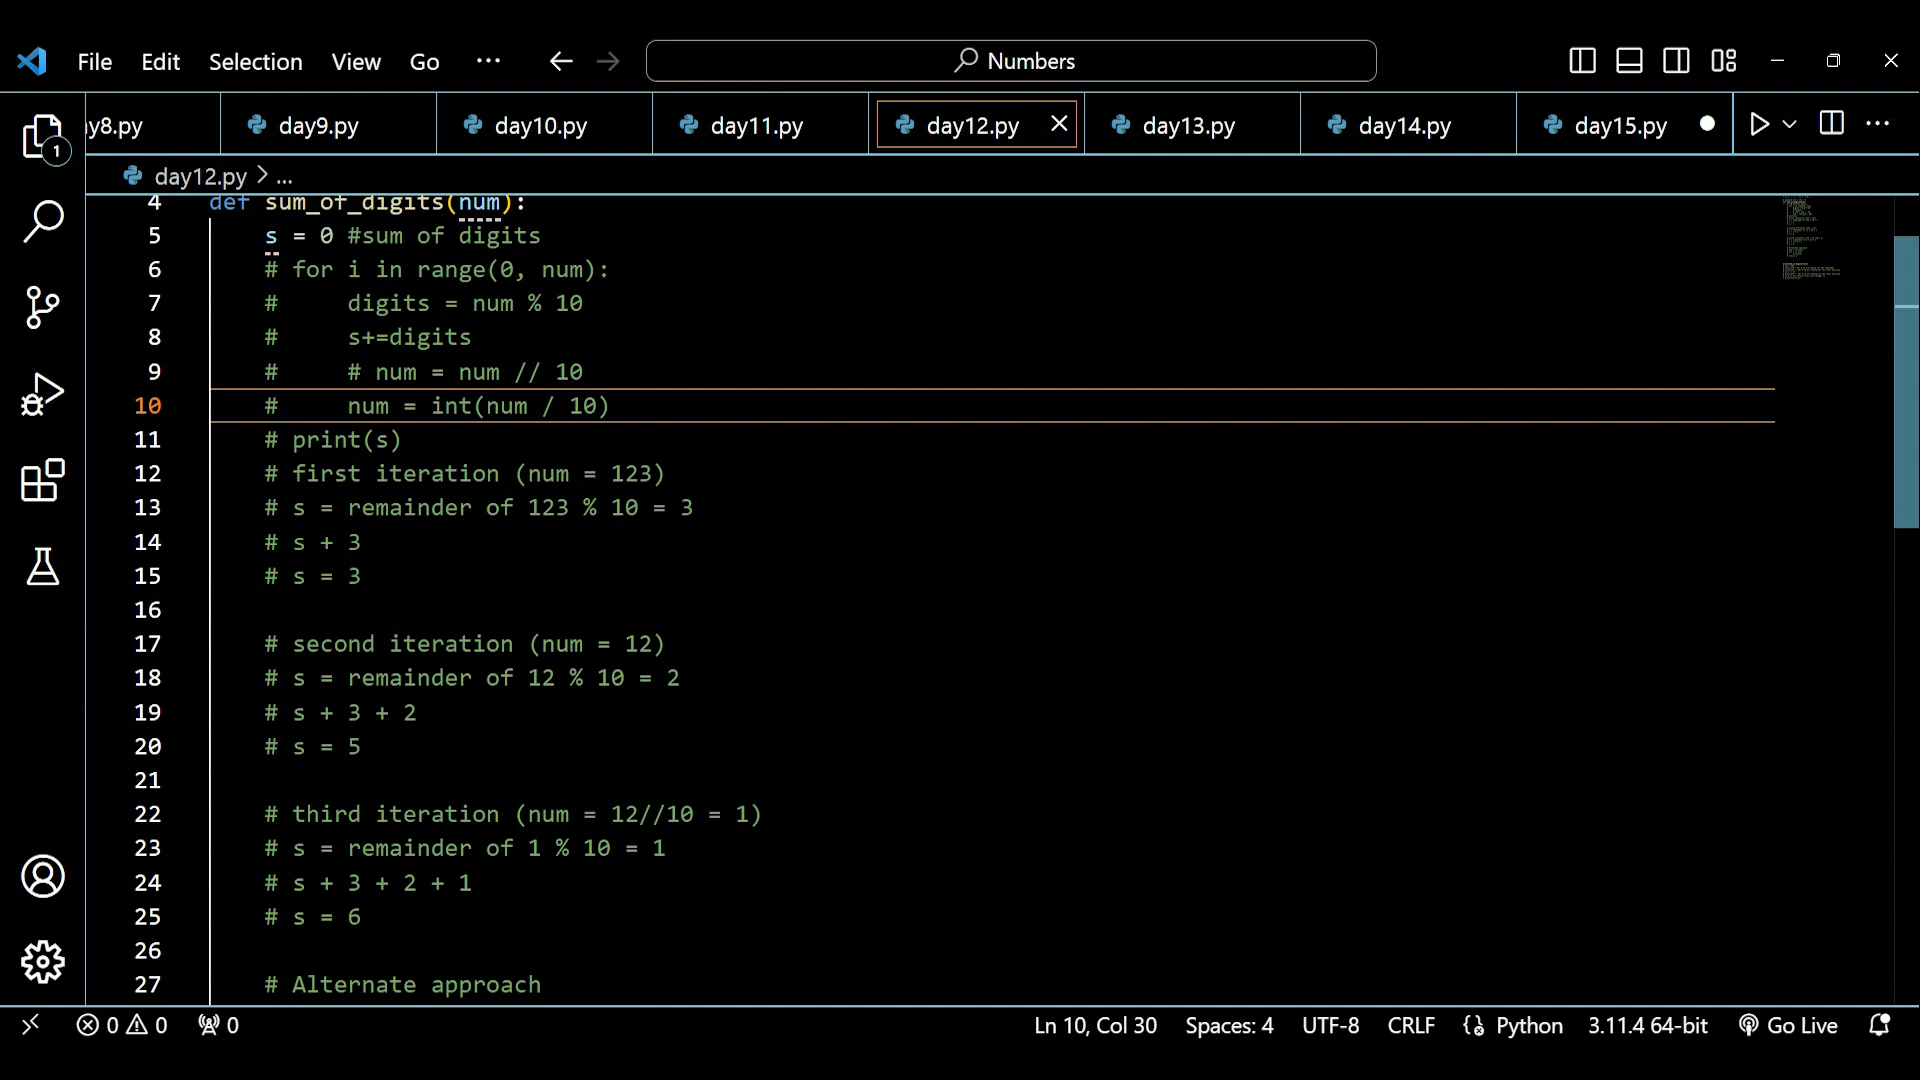 File Edit Selection View Go ··· Numbers
y8.py day9.py day10.py day11.py day12.py day13.py day14.py day15.py
1
day12.py > ...
4 def sum_of_digits(num):
5 s = 0 #sum of digits
6 # for i in range(0, num):
7 #     digits = num % 10
8 #     s+=digits
9 #     # num = num // 10
10 #     num = int(num / 10)
11 # print(s)
12 # first iteration (num = 123)
13 # s = remainder of 123 % 10 = 3
14 # s + 3
15 # s = 3
16
17 # second iteration (num = 12)
18 # s = remainder of 12 % 10 = 2
19 # s + 3 + 2
20 # s = 5
21
22 # third iteration (num = 12//10 = 1)
23 # s = remainder of 1 % 10 = 1
24 # s + 3 + 2 + 1
25 # s = 6
26
27 # Alternate approach
0 0 0 Ln 10, Col 30 Spaces: 4 UTF-8 CRLF Python 3.11.4 64-bit Go Live